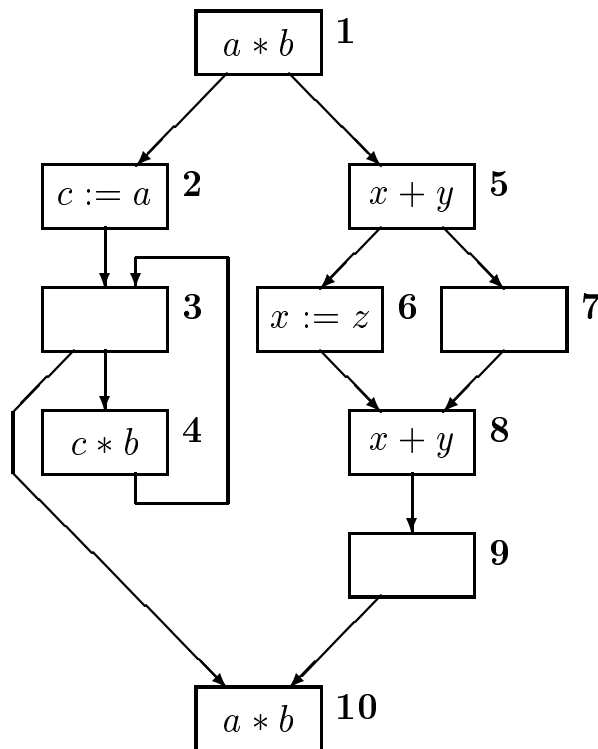 a ∗ b 1
c := a 2
x + y 5
3
x := z 6
7
c ∗ b 4
x + y 8
9
a ∗ b 10